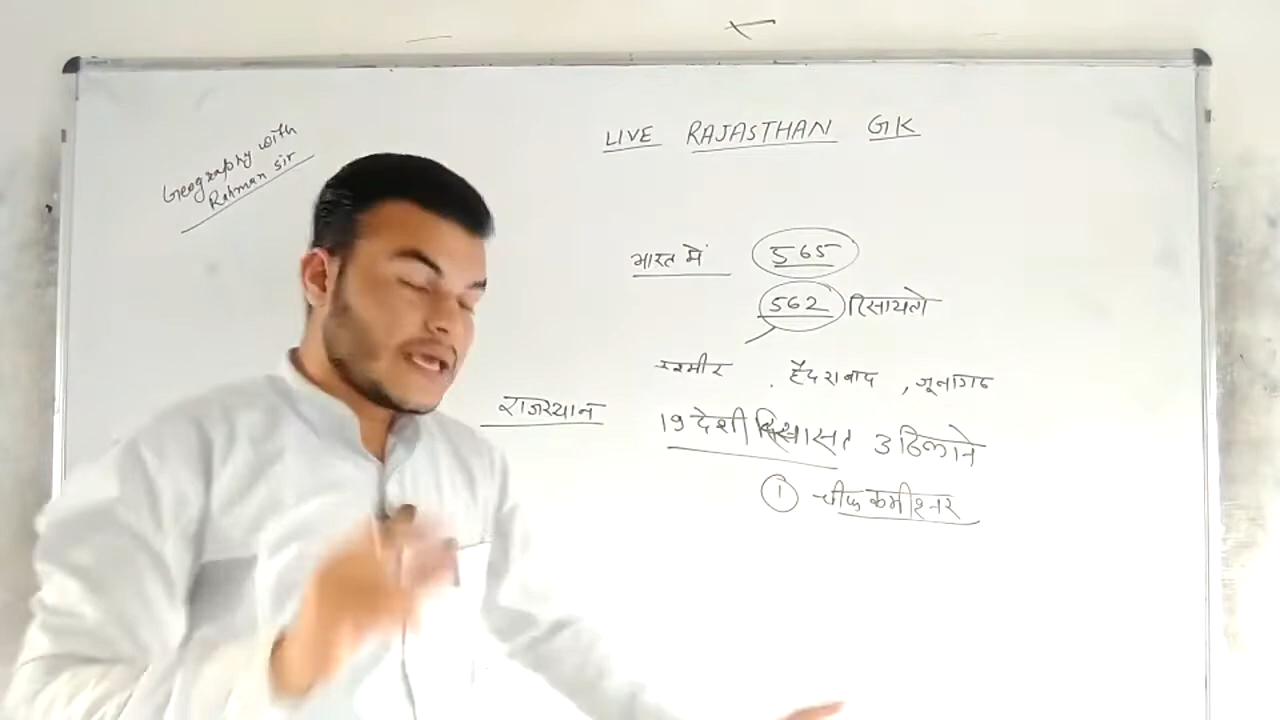 Geography with
Rahman Sir
LIVE RAJASTHAN GK
भारत में 565
562 रिसायतो
कश्मीर , हैदराबाद , जूनागढ
राजस्थान
19 देशी रियासत 3 ठिकाने
① चीफ कमीश्नर